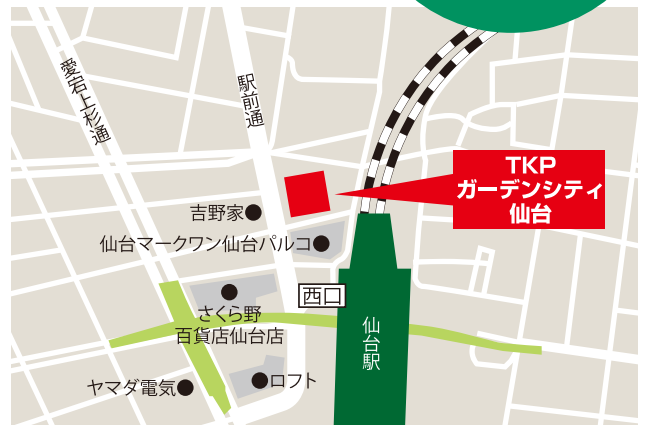 愛宕上杉通
駅前通
TKP
ガーデンシティ
仙台
吉野家
仙台マークワン仙台パルコ
西口
さくら野
百貨店仙台店
仙台駅
ヤマダ電気
ロフト